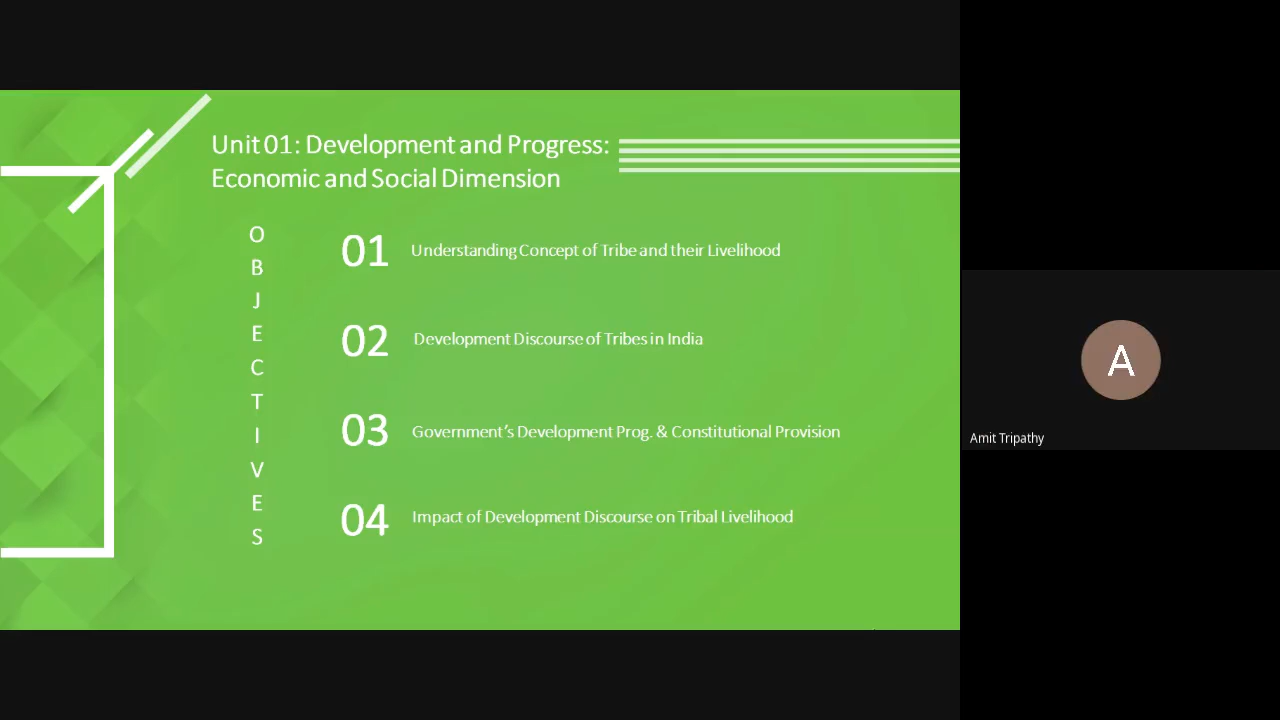 Unit 01: Development and Progress:
Economic and Social Dimension
O
B
J
E
C
T
I
V
E
S
01 Understanding Concept of Tribe and their Livelihood
02 Development Discourse of Tribes in India
03 Government’s Development Prog. & Constitutional Provision
04 Impact of Development Discourse on Tribal Livelihood
A
Amit Tripathy